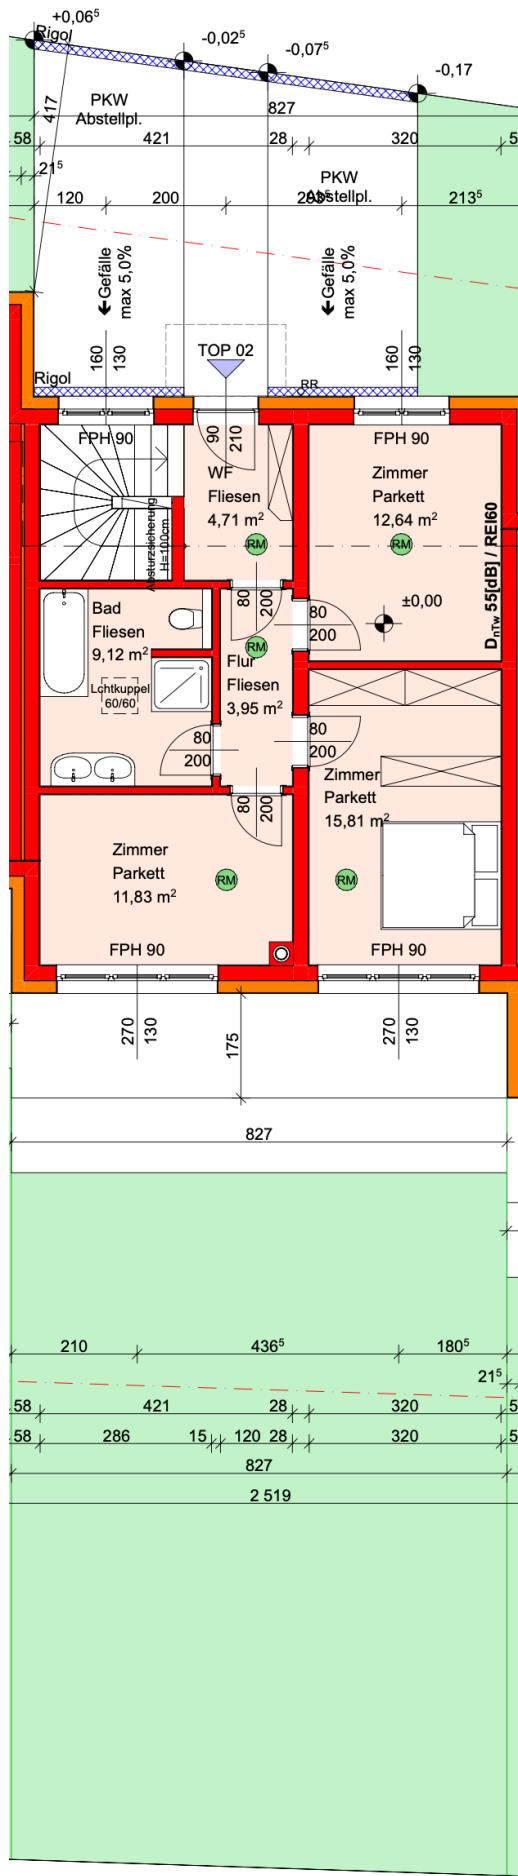 +0,06⁵
Rigol
-0,02⁵
-0,07⁵
-0,17
PKW
Abstellpl.
827
417
58
421
28
320
5
21⁵
PKW
Abstellpl.
120
200
293⁵
213⁵
Gefälle
max 5,0%
Gefälle
max 5,0%
160
130
TOP 02
160
130
Rigol
RR
FPH 90
90
210
FPH 90
WF
Fliesen
4,71 m²
Zimmer
Parkett
12,64 m²
Absturzsicherung
H=100cm
RM
RM
DnTw 55[dB] / REI60
±0,00
Bad
Fliesen
9,12 m²
80
200
80
200
RM
Flur
Fliesen
3,95 m²
Lchtkuppel
60/60
80
200
80
200
Zimmer
Parkett
15,81 m²
80
200
Zimmer
Parkett
11,83 m²
RM
RM
FPH 90
FPH 90
270
130
175
270
130
827
210
436⁵
180⁵
21⁵
58
421
28
320
5
58
286
15
120
28
320
5
827
2 519